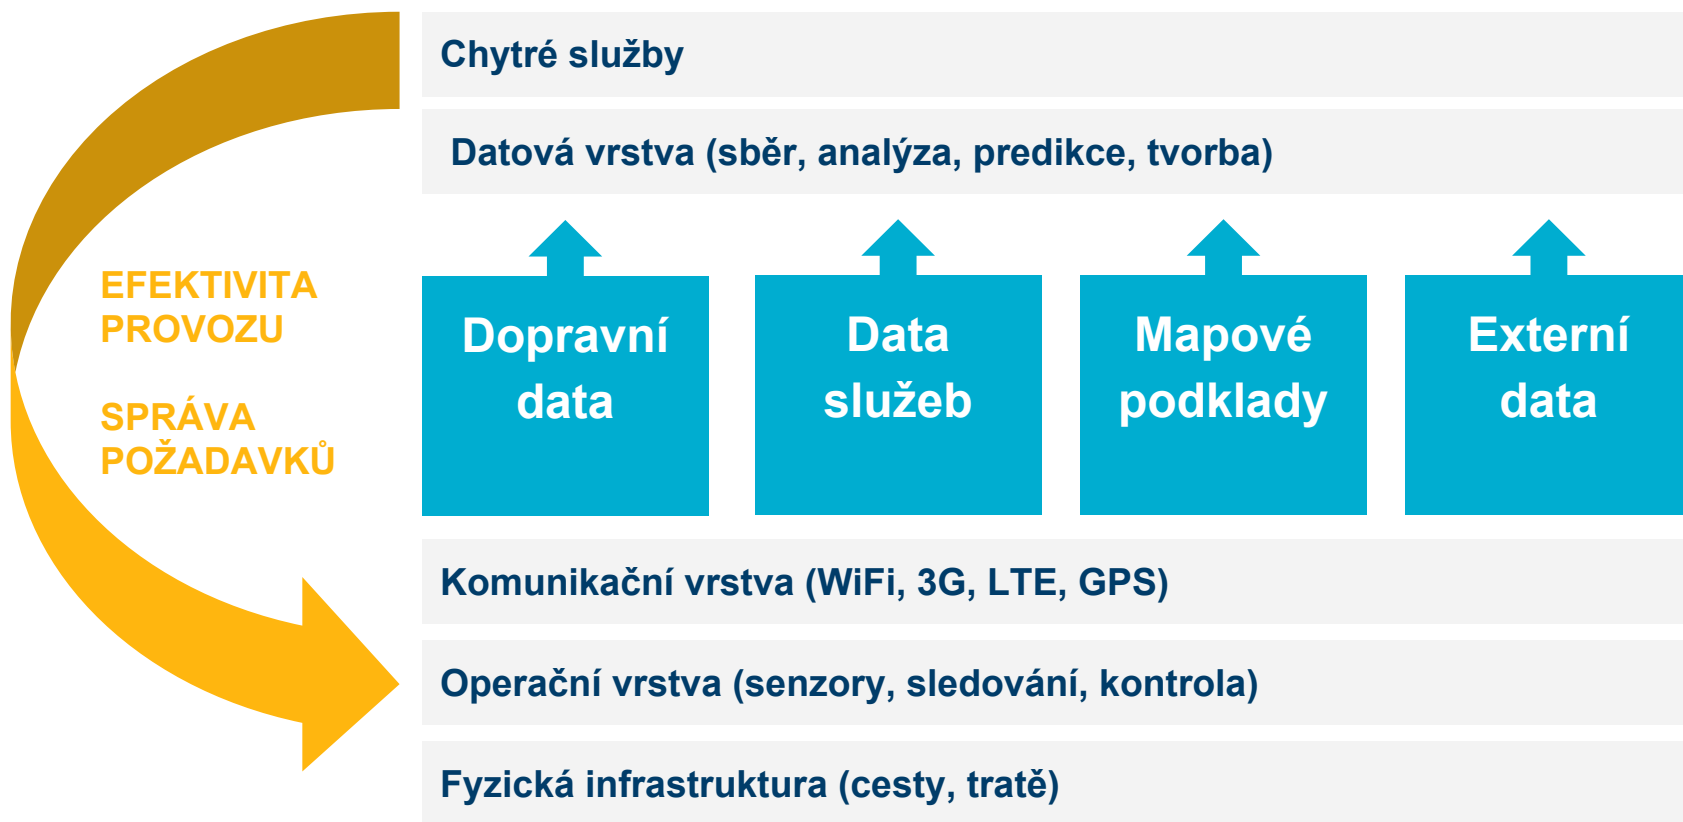 Chytré služby
Datová vrstva (sběr, analýza, predikce, tvorba)
EFEKTIVITA
PROVOZU
SPRÁVA
POŽADAVKŮ
Dopravní
data
Data
služeb
Mapové
podklady
Externí
data
Komunikační vrstva (WiFi, 3G, LTE, GPS)
Operační vrstva (senzory, sledování, kontrola)
Fyzická infrastruktura (cesty, tratě)